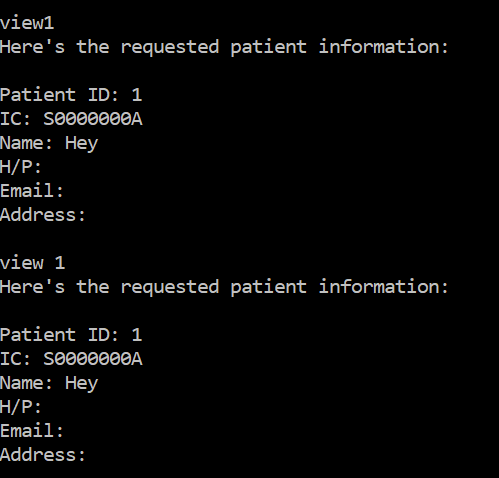 view1
Here's the requested patient information:
Patient ID: 1
IC: S0000000A
Name: Hey
H/P:
Email:
Address:
view 1
Here's the requested patient information:
Patient ID: 1
IC: S0000000A
Name: Hey
H/P:
Email:
Address: